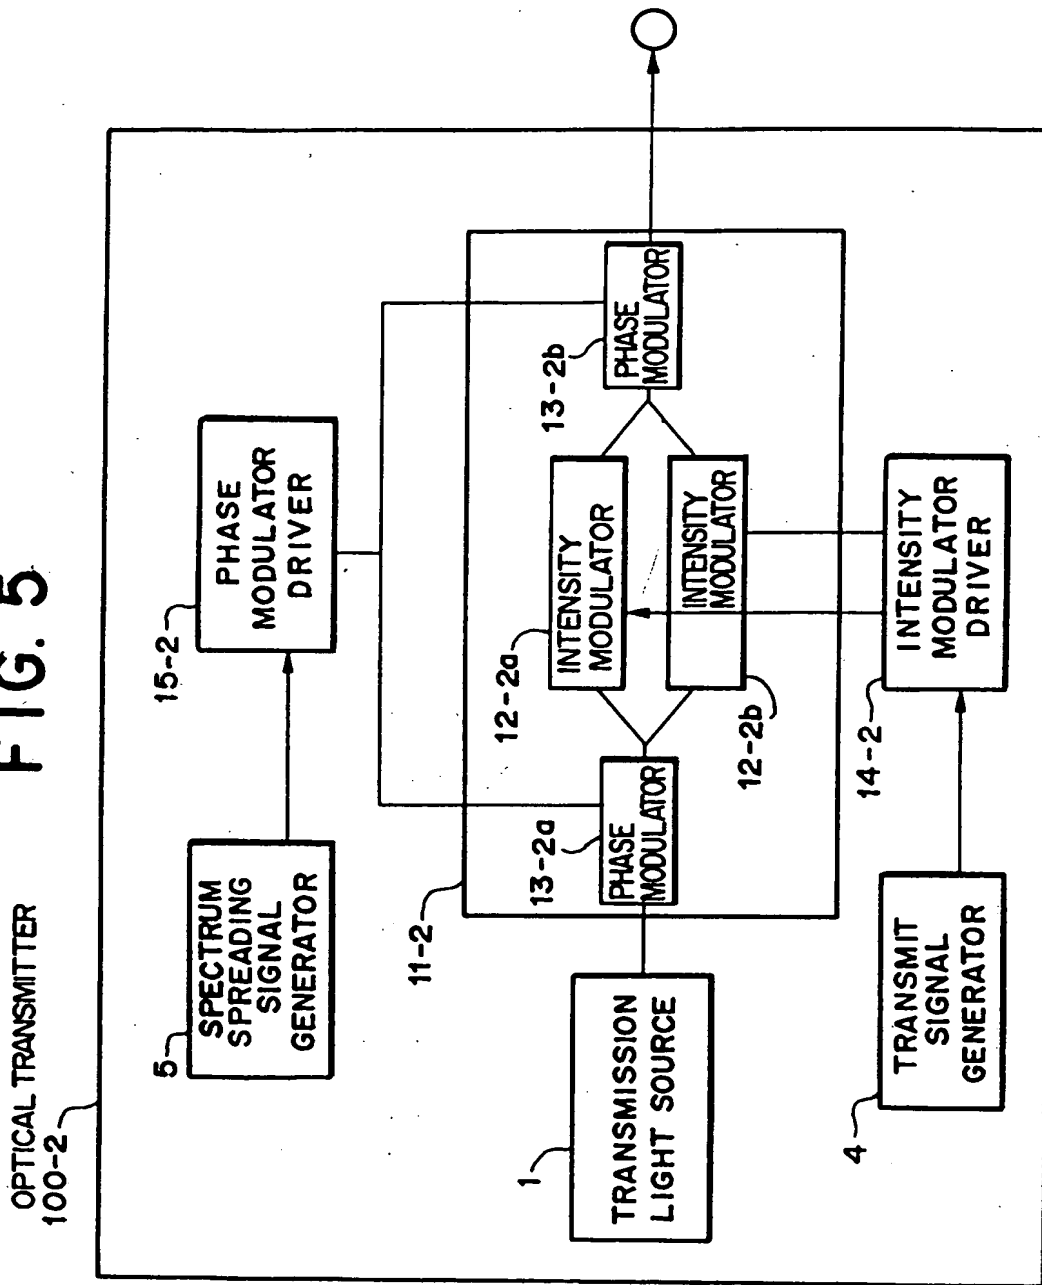 FIG. 5
OPTICAL TRANSMITTER
100-2
5
SPECTRUM
SPREADING
SIGNAL
GENERATOR
15-2
PHASE
MODULATOR
DRIVER
11-2
1
TRANSMISSION
LIGHT SOURCE
13-2a
PHASE
MODULATOR
12-2a
INTENSITY
MODULATOR
12-2b
INTENSITY
MODULATOR
13-2b
PHASE
MODULATOR
4
TRANSMIT
SIGNAL
GENERATOR
14-2
INTENSITY
MODULATOR
DRIVER